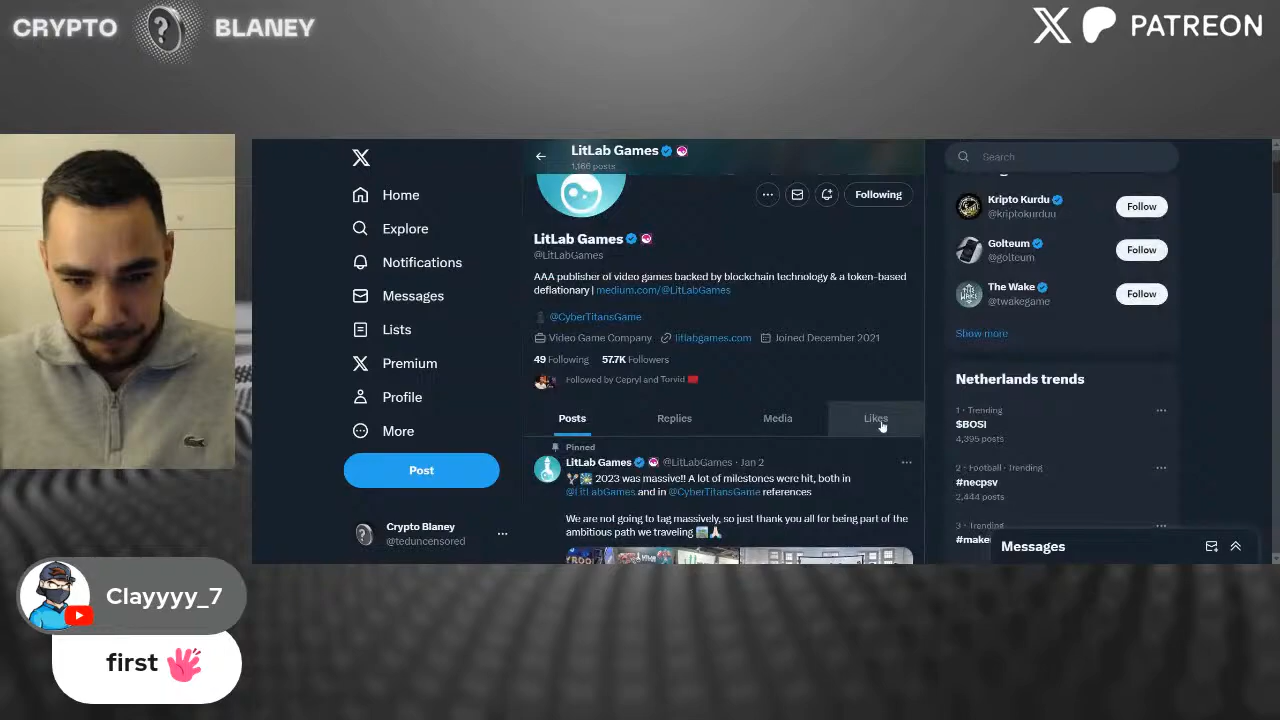 CRYPTO ? BLANEY
PATREON
LitLab Games
1,166 posts
Search
Following
Home
Explore
Notifications
Messages
Lists
Premium
Profile
More
Post
Crypto Blaney
@teduncensored
LitLab Games
@LitLabGames
AAA publisher of video games backed by blockchain technology & a token-based
deflationary | medium.com/@LitLabGames
@CyberTitansGame
Video Game Company litlabgames.com Joined December 2021
49 Following 57.7K Followers
Followed by Cepryl and Torvid
Posts Replies Media Likes
Pinned
LitLab Games @LitLabGames · Jan 2
2023 was massive!! A lot of milestones were hit, both in
@LitLabGames and in @CyberTitansGame references
We are not going to tag massively, so just thank you all for being part of the
ambitious path we traveling
Kripto Kurdu
@kriptokurduu
Follow
Golteum
@golteum
Follow
The Wake
@twakegame
Follow
Show more
Netherlands trends
1 · Trending
$BOSI
4,395 posts
2 · Football · Trending
#necpsv
2,444 posts
3 · Trending
Messages
Clayyyy_7
first